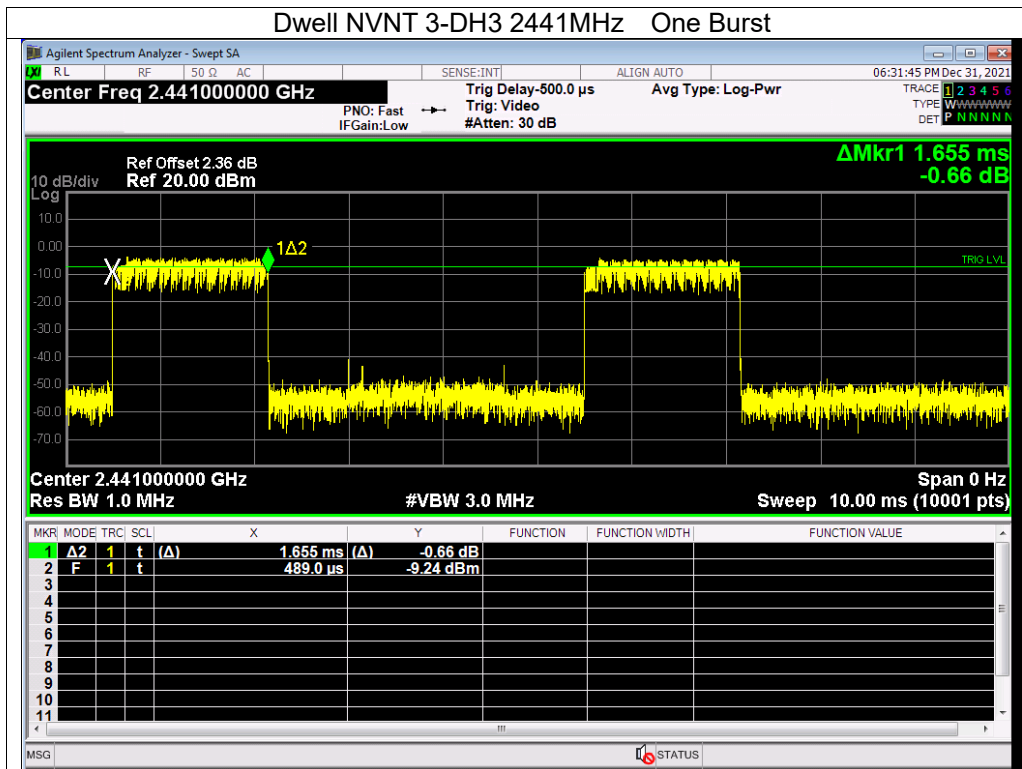 Dwell NVNT 3-DH3 2441MHz One Burst
Agilent Spectrum Analyzer - Swept SA
LXI RL RF 50 Ω AC SENSE:INT ALIGN AUTO 06:31:45 PM Dec 31, 2021
Center Freq 2.441000000 GHz Trig Delay-500.0 µs Avg Type: Log-Pwr TRACE 1 2 3 4 5 6
PNO: Fast Trig: Video TYPE WWWWWW
IFGain:Low #Atten: 30 dB DET P N N N N N
ΔMkr1 1.655 ms
-0.66 dB
Ref Offset 2.36 dB
10 dB/div Ref 20.00 dBm
Log
10.0
0.00
1Δ2
TRIG LVL
-10.0
-20.0
-30.0
-40.0
-50.0
-60.0
-70.0
Center 2.441000000 GHz Span 0 Hz
Res BW 1.0 MHz #VBW 3.0 MHz Sweep 10.00 ms (10001 pts)
MKR MODE TRC SCL X Y FUNCTION FUNCTION WIDTH FUNCTION VALUE
1 Δ2 1 t (Δ) 1.655 ms (Δ) -0.66 dB
2 F 1 t 489.0 µs -9.24 dBm
3
4
5
6
7
8
9
10
11
MSG STATUS